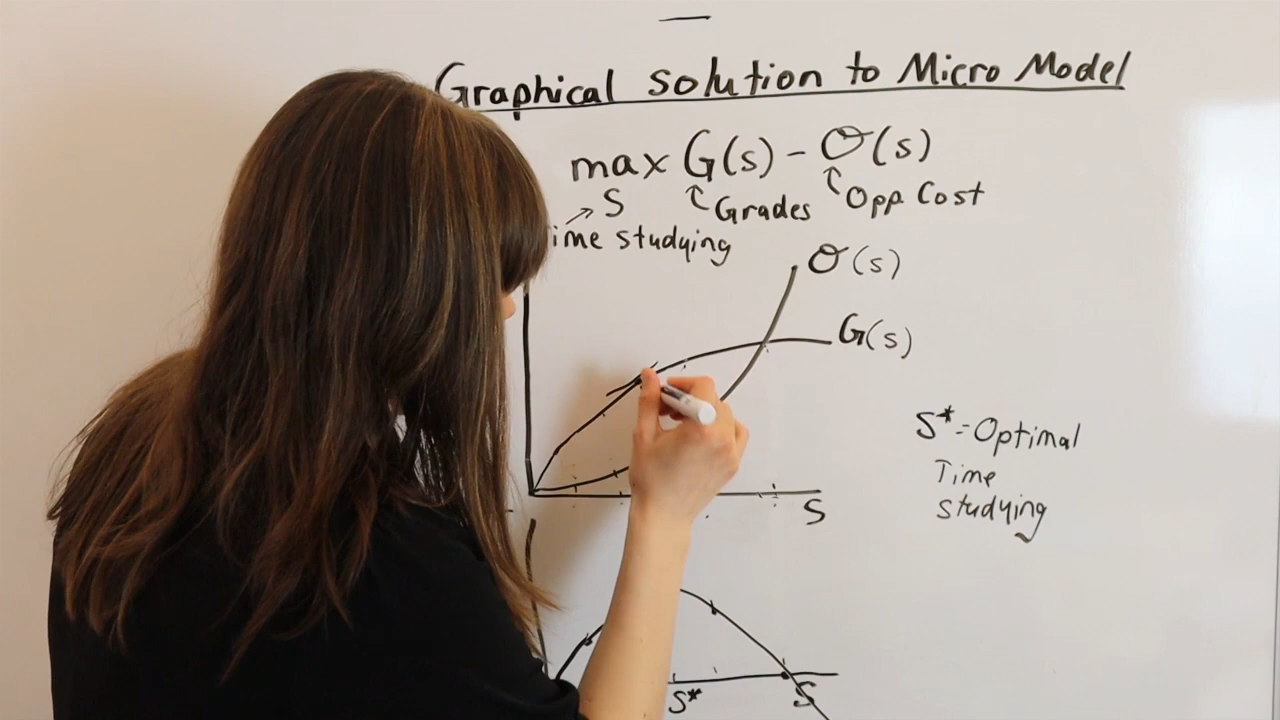 Graphical Solution to Micro Model
max G(s) - O(s)
S
Grades
Opp Cost
ime studying
O(s)
G(s)
S
S*=Optimal
Time
studying
S*
S